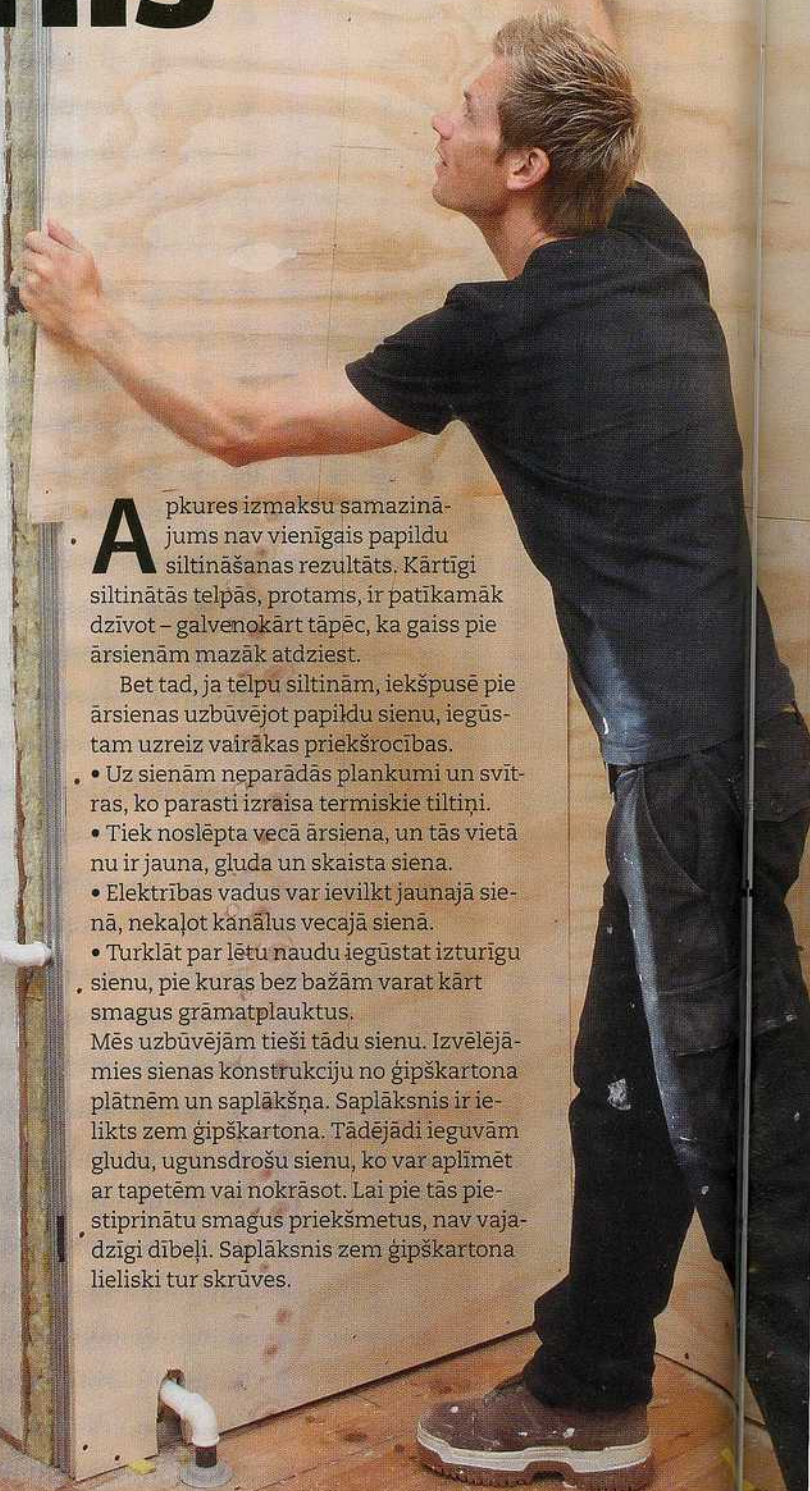 Apkures izmaksu samazinā-
jums nav vienīgais papildu
siltināšanas rezultāts. Kārtīgi
siltinātās telpās, protams, ir patīkamāk
dzīvot – galvenokārt tāpēc, ka gaiss pie
ārsienām mazāk atdziest.
Bet tad, ja telpu siltinām, iekšpusē pie
ārsienas uzbūvējot papildu sienu, iegūs-
tam uzreiz vairākas priekšrocības.
• Uz sienām neparādās plankumi un svīt-
ras, ko parasti izraisa termiskie tiltiņi.
• Tiek noslēpta vecā ārsiena, un tās vietā
nu ir jauna, gluda un skaista siena.
• Elektrības vadus var ievilkt jaunajā sie-
nā, nekaļot kanālus vecajā sienā.
• Turklāt par lētu naudu iegūstat izturīgu
sienu, pie kuras bez bažām varat kārt
smagus grāmatplauktus.
Mēs uzbūvējām tieši tādu sienu. Izvēlējā-
mies sienas konstrukciju no ģipškartona
plātnēm un saplākšņa. Saplāksnis ir ie-
likts zem ģipškartona. Tādējādi ieguvām
gludu, ugunsdrošu sienu, ko var aplīmēt
ar tapetēm vai nokrāsot. Lai pie tās pie-
stiprinātu smagus priekšmetus, nav vaja-
dzīgi dībeļi. Saplāksnis zem ģipškartona
lieliski tur skrūves.